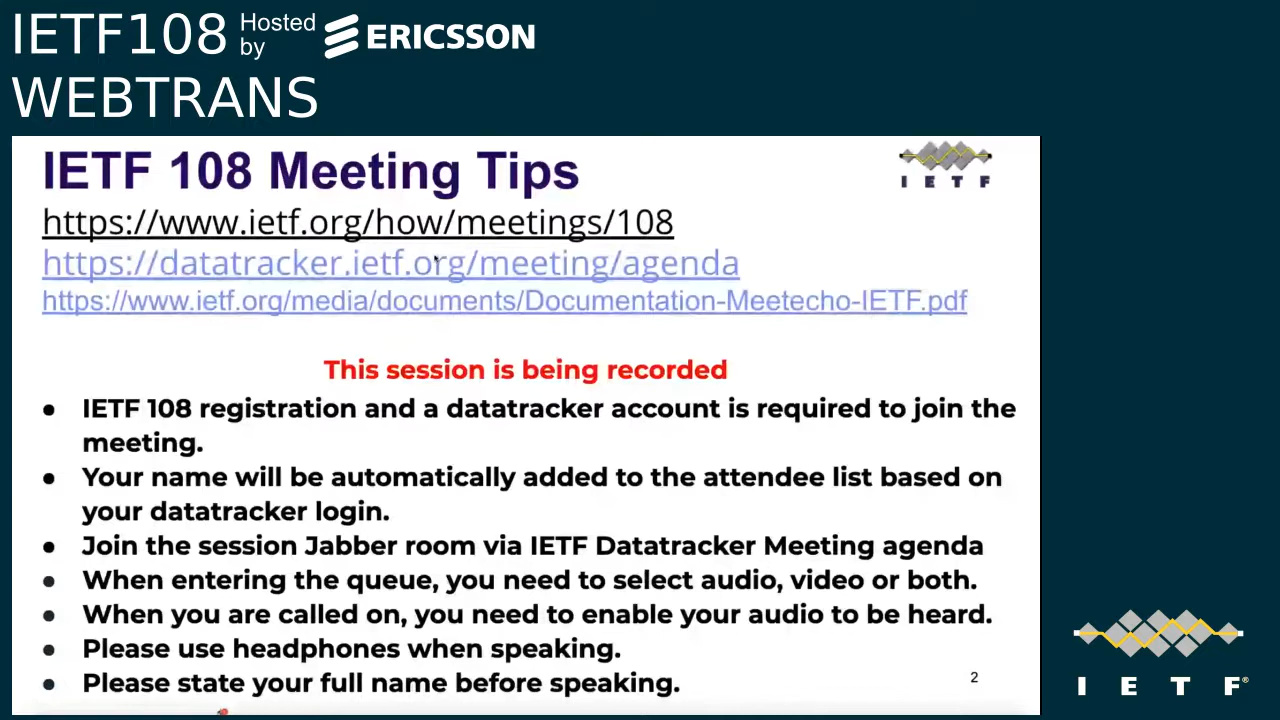 IETF108 Hosted by ERICSSON
WEBTRANS
IETF 108 Meeting Tips
I E T F
https://www.ietf.org/how/meetings/108
https://datatracker.ietf.org/meeting/agenda
https://www.ietf.org/media/documents/Documentation-Meetecho-IETF.pdf
This session is being recorded
● IETF 108 registration and a datatracker account is required to join the
meeting.
● Your name will be automatically added to the attendee list based on
your datatracker login.
● Join the session Jabber room via IETF Datatracker Meeting agenda
● When entering the queue, you need to select audio, video or both.
● When you are called on, you need to enable your audio to be heard.
● Please use headphones when speaking.
● Please state your full name before speaking.
2
I E T F®